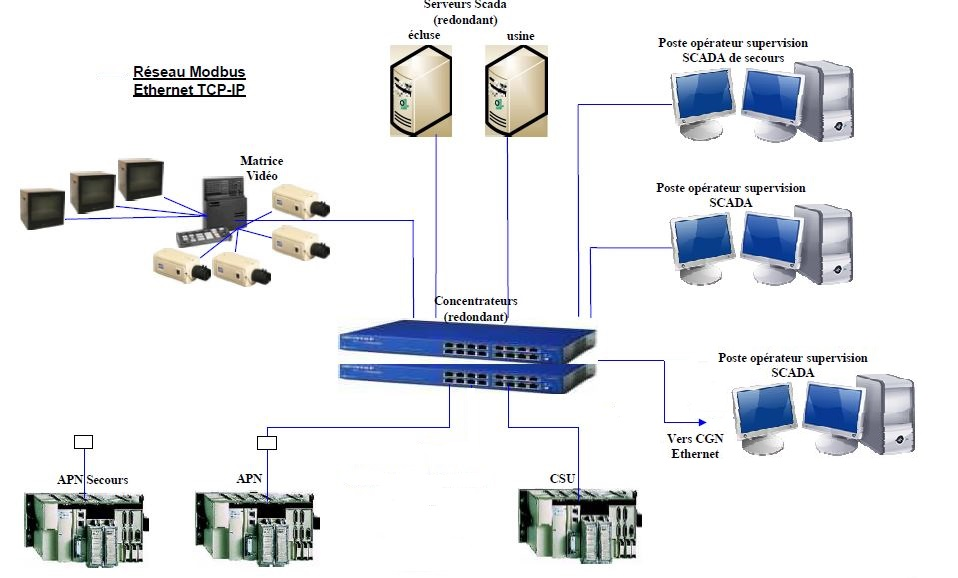 Serveurs Scada
(redondant)
écluse
usine
Poste opérateur supervision
SCADA de secours
Réseau Modbus
Ethernet TCP-IP
Matrice
Vidéo
Poste opérateur supervision
SCADA
Concentrateurs
(redondant)
Poste opérateur supervision
SCADA
Vers CGN
Ethernet
APN Secours
APN
CSU